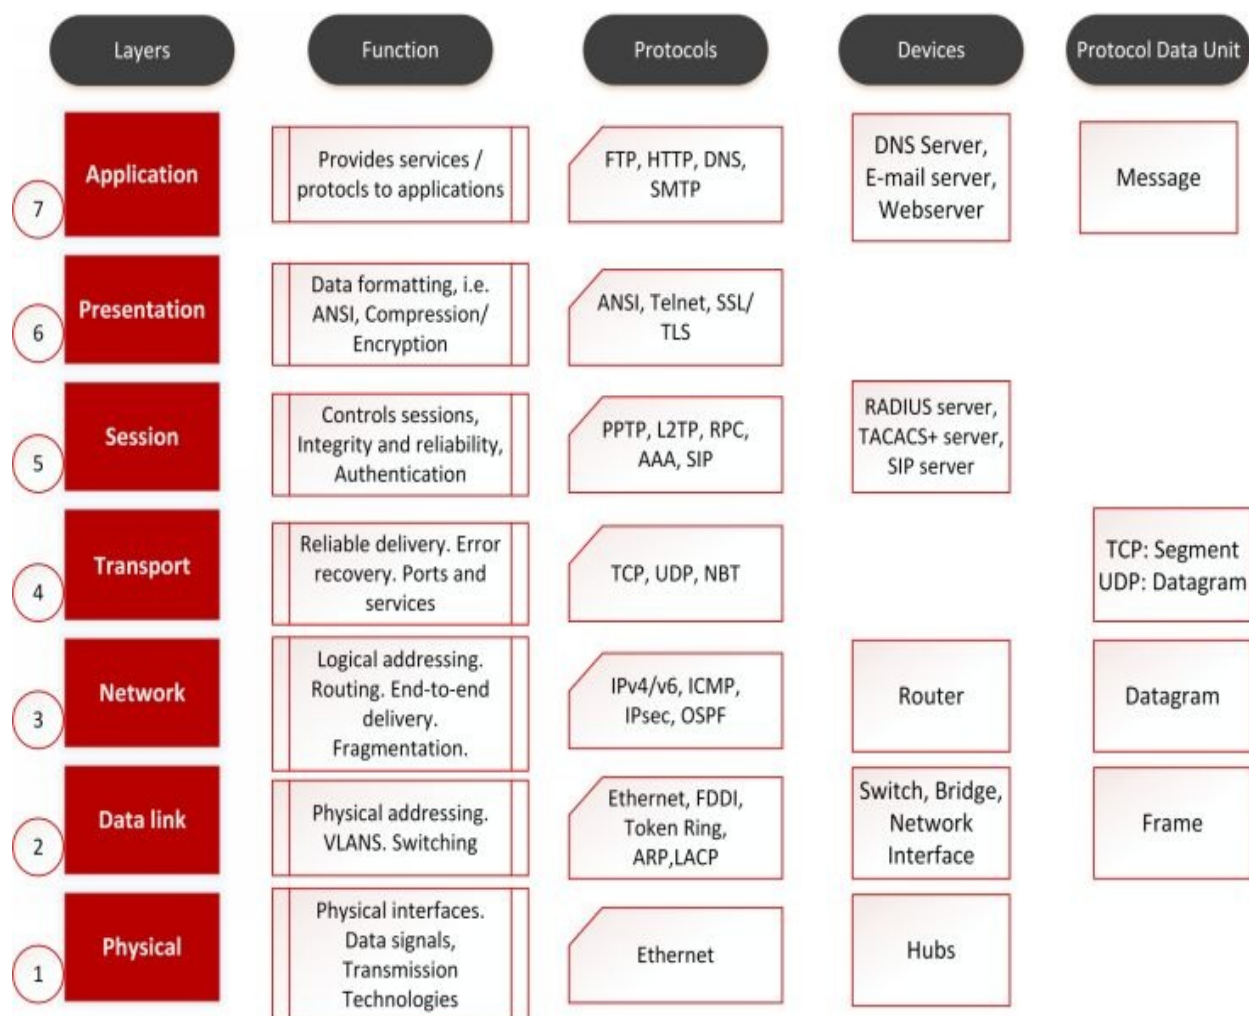 Layers
Function
Protocols
Devices
Protocol Data Unit
7
Application
Provides services /
protocls to applications
FTP, HTTP, DNS,
SMTP
DNS Server,
E-mail server,
Webserver
Message
6
Presentation
Data formatting, i.e.
ANSI, Compression/
Encryption
ANSI, Telnet, SSL/
TLS
5
Session
Controls sessions,
Integrity and reliability,
Authentication
PPTP, L2TP, RPC,
AAA, SIP
RADIUS server,
TACACS+ server,
SIP server
4
Transport
Reliable delivery. Error
recovery. Ports and
services
TCP, UDP, NBT
TCP: Segment
UDP: Datagram
3
Network
Logical addressing.
Routing. End-to-end
delivery.
Fragmentation.
IPv4/v6, ICMP,
IPsec, OSPF
Router
Datagram
2
Data link
Physical addressing.
VLANS. Switching
Ethernet, FDDI,
Token Ring,
ARP,LACP
Switch, Bridge,
Network
Interface
Frame
1
Physical
Physical interfaces.
Data signals,
Transmission
Technologies
Ethernet
Hubs